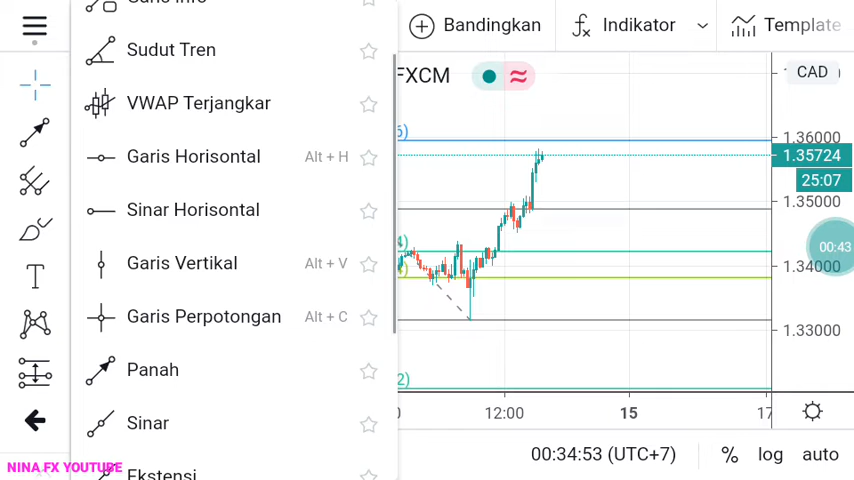 Bandingkan
Indikator
Template
Sudut Tren
VWAP Terjangkar
Garis Horisontal Alt + H
Sinar Horisontal
Garis Vertikal Alt + V
Garis Perpotongan Alt + C
Panah
Sinar
Ekstensi
FXCM
CAD
1.36000
1.35724
25:07
1.35000
00:43
1.34000
1.33000
4)
2)
12:00 15 17
00:34:53 (UTC+7) % log auto
NINA FX YOUTUBE